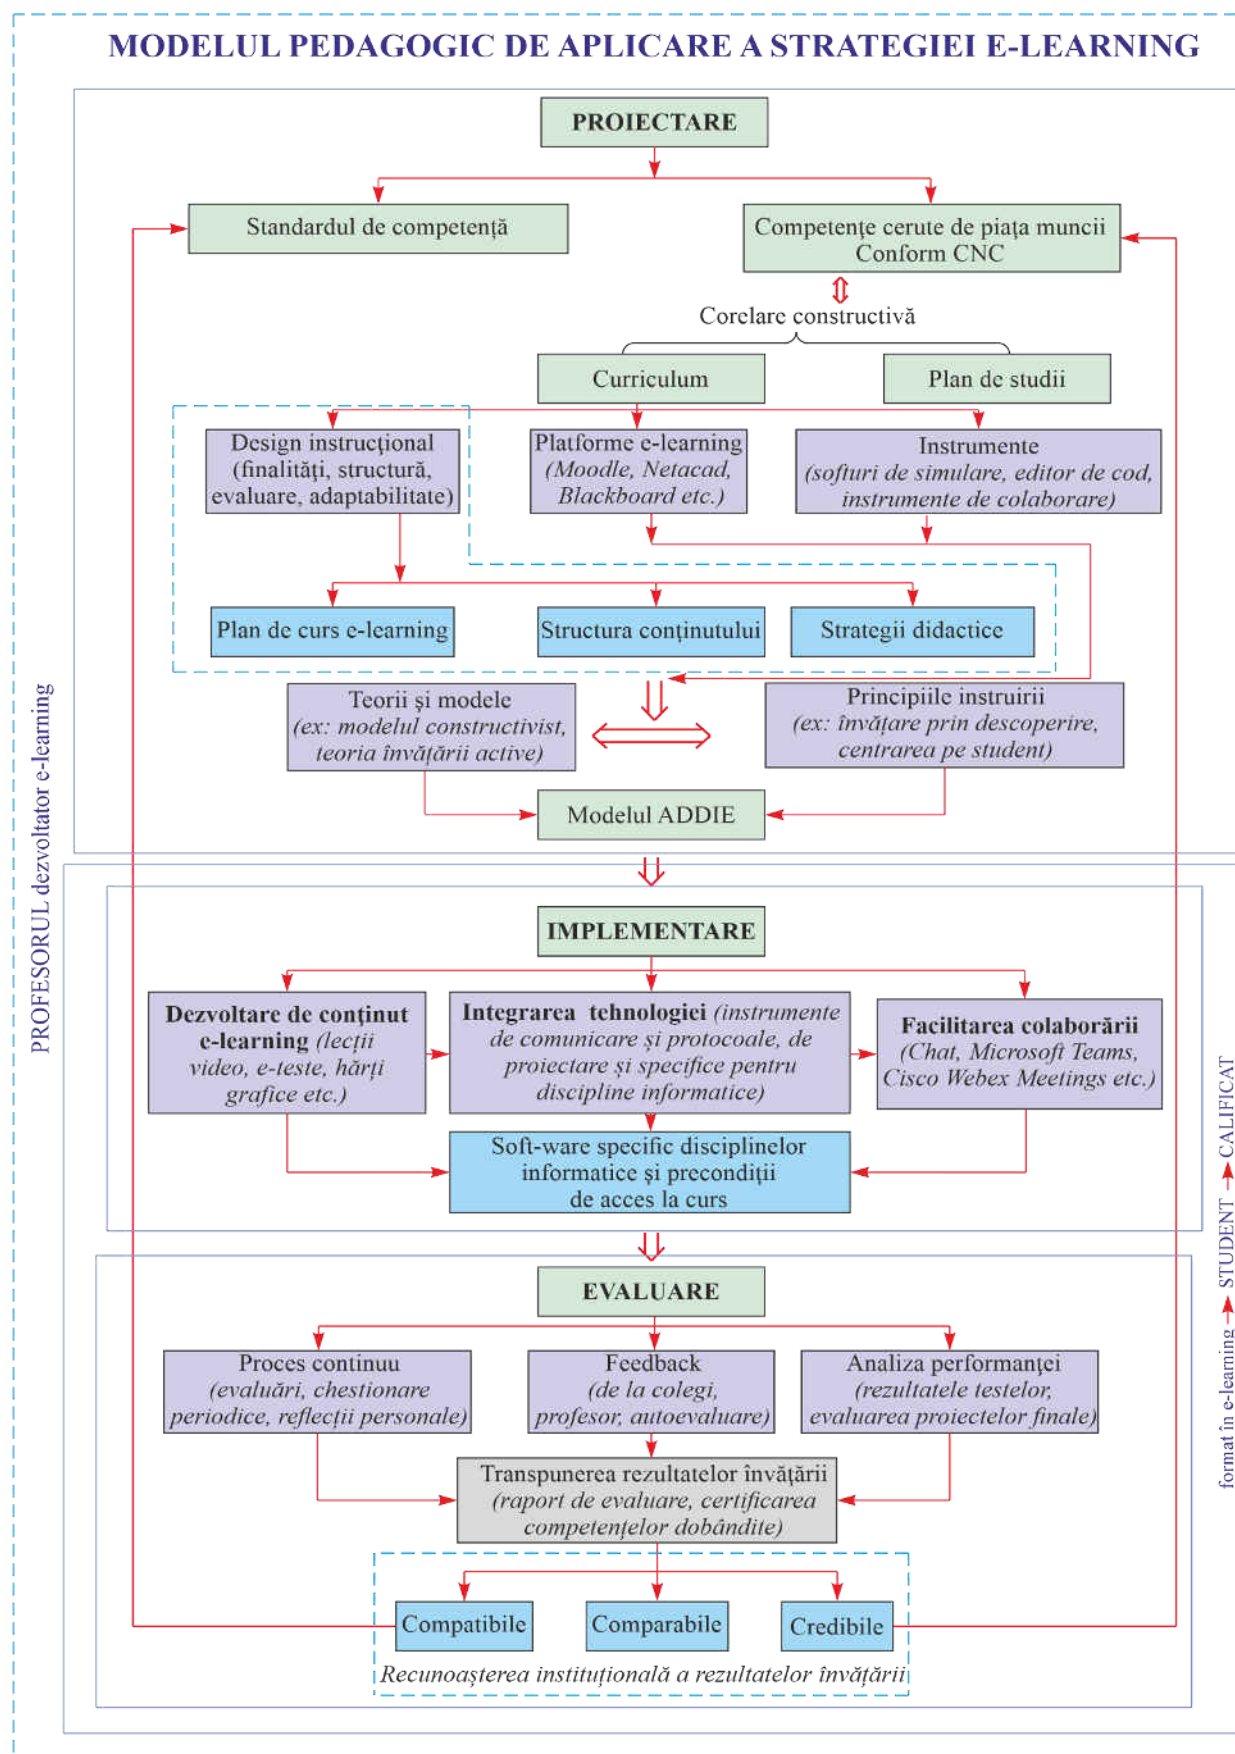 MODELUL PEDAGOGIC DE APLICARE A STRATEGIEI E-LEARNING
PROIECTARE
Standardul de competență
Competențe cerute de piața muncii
Conform CNC
Corelare constructivă
Curriculum
Plan de studii
Design instrucțional
(finalități, structură,
evaluare, adaptabilitate)
Platforme e-learning
(Moodle, Netacad,
Blackboard etc.)
Instrumente
(softuri de simulare, editor de cod,
instrumente de colaborare)
Plan de curs e-learning
Structura conținutului
Strategii didactice
Teorii și modele
(ex: modelul constructivist,
teoria învățării active)
Principiile instruirii
(ex: învățare prin descoperire,
centrarea pe student)
Modelul ADDIE
IMPLEMENTARE
Dezvoltare de conținut
e-learning (lecții
video, e-teste, hărți
grafice etc.)
Integrarea tehnologiei (instrumente
de comunicare și protocoale, de
proiectare și specifice pentru
discipline informatice)
Facilitarea colaborării
(Chat, Microsoft Teams,
Cisco Webex Meetings etc.)
Soft-ware specific disciplinelor
informatice și precondiții
de acces la curs
EVALUARE
Proces continuu
(evaluări, chestionare
periodice, reflecții personale)
Feedback
(de la colegi,
profesor, autoevaluare)
Analiza performanței
(rezultatele testelor,
evaluarea proiectelor finale)
Transpunerea rezultatelor învățării
(raport de evaluare, certificarea
competențelor dobândite)
Compatibile
Comparabile
Credibile
Recunoașterea instituțională a rezultatelor învățării
PROFESORUL dezvoltator e-learning
format în e-learning → STUDENT → CALIFICAT